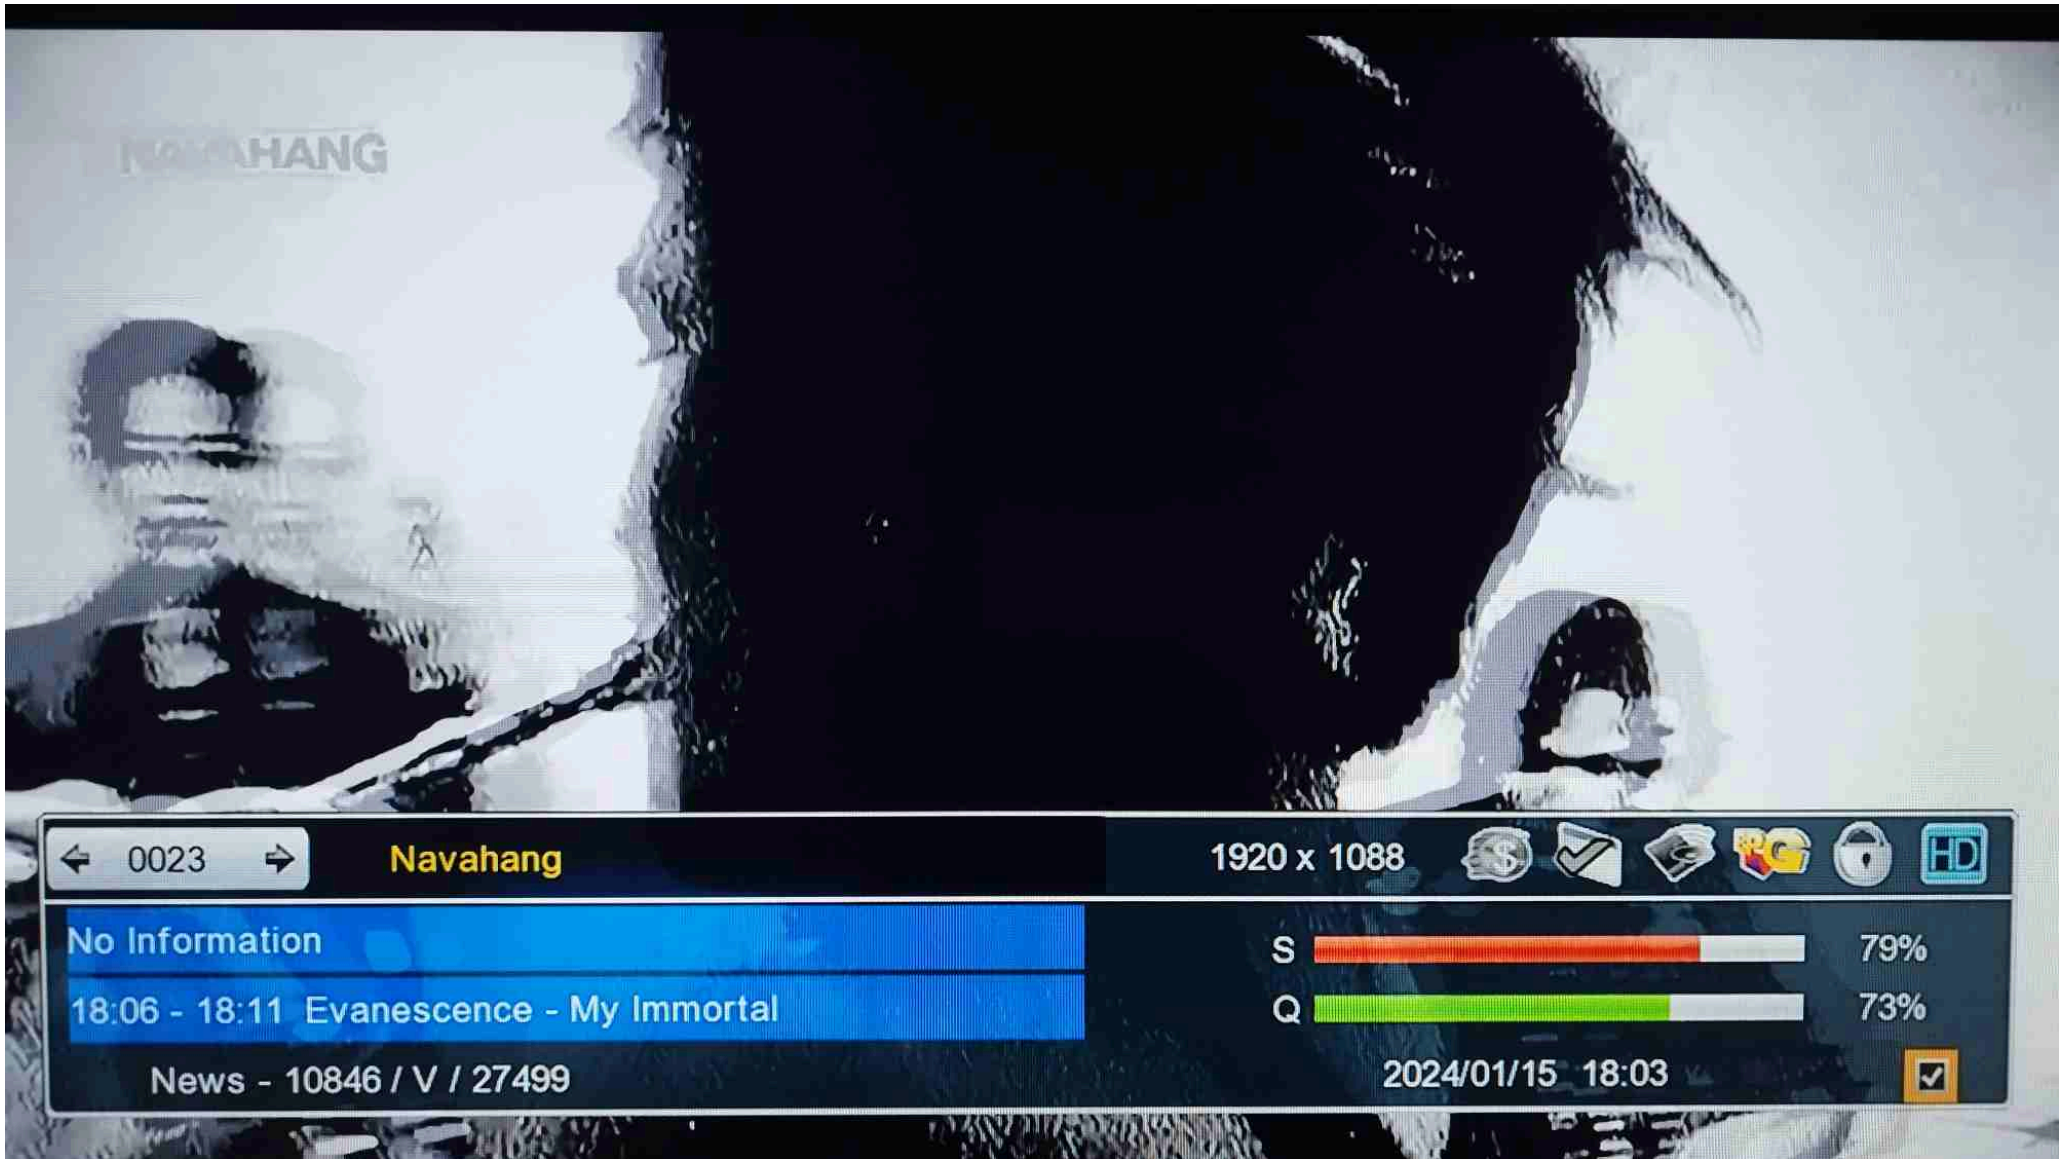 NAVAHANG
0023
Navahang
1920 x 1088
$
EPG
HD
No Information
S
79%
18:06 - 18:11 Evanescence - My Immortal
Q
73%
News - 10846 / V / 27499
2024/01/15 18:03